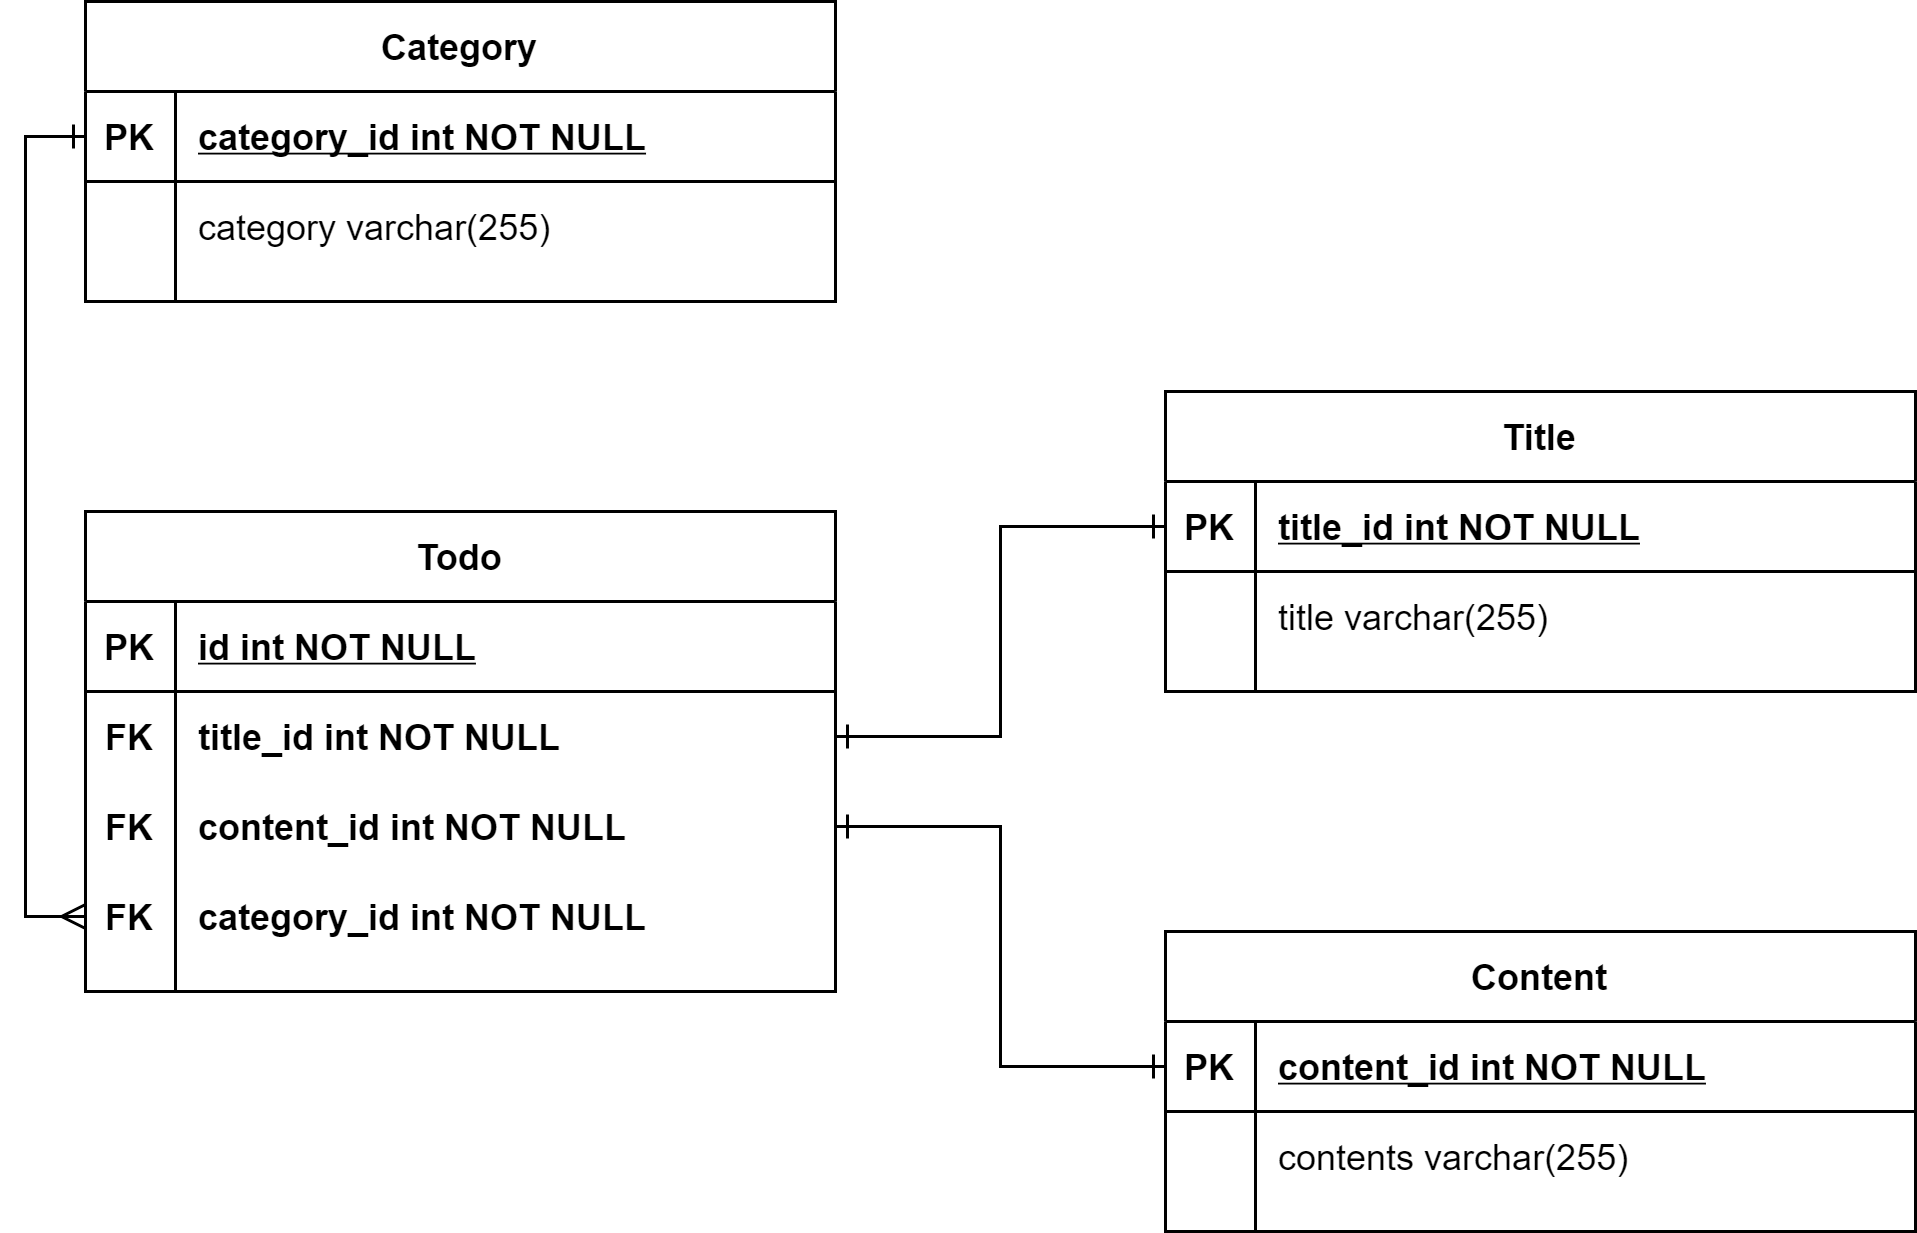 Category
PK category_id int NOT NULL
category varchar(255)
Todo
PK id int NOT NULL
FK title_id int NOT NULL
FK content_id int NOT NULL
FK category_id int NOT NULL
Title
PK title_id int NOT NULL
title varchar(255)
Content
PK content_id int NOT NULL
contents varchar(255)